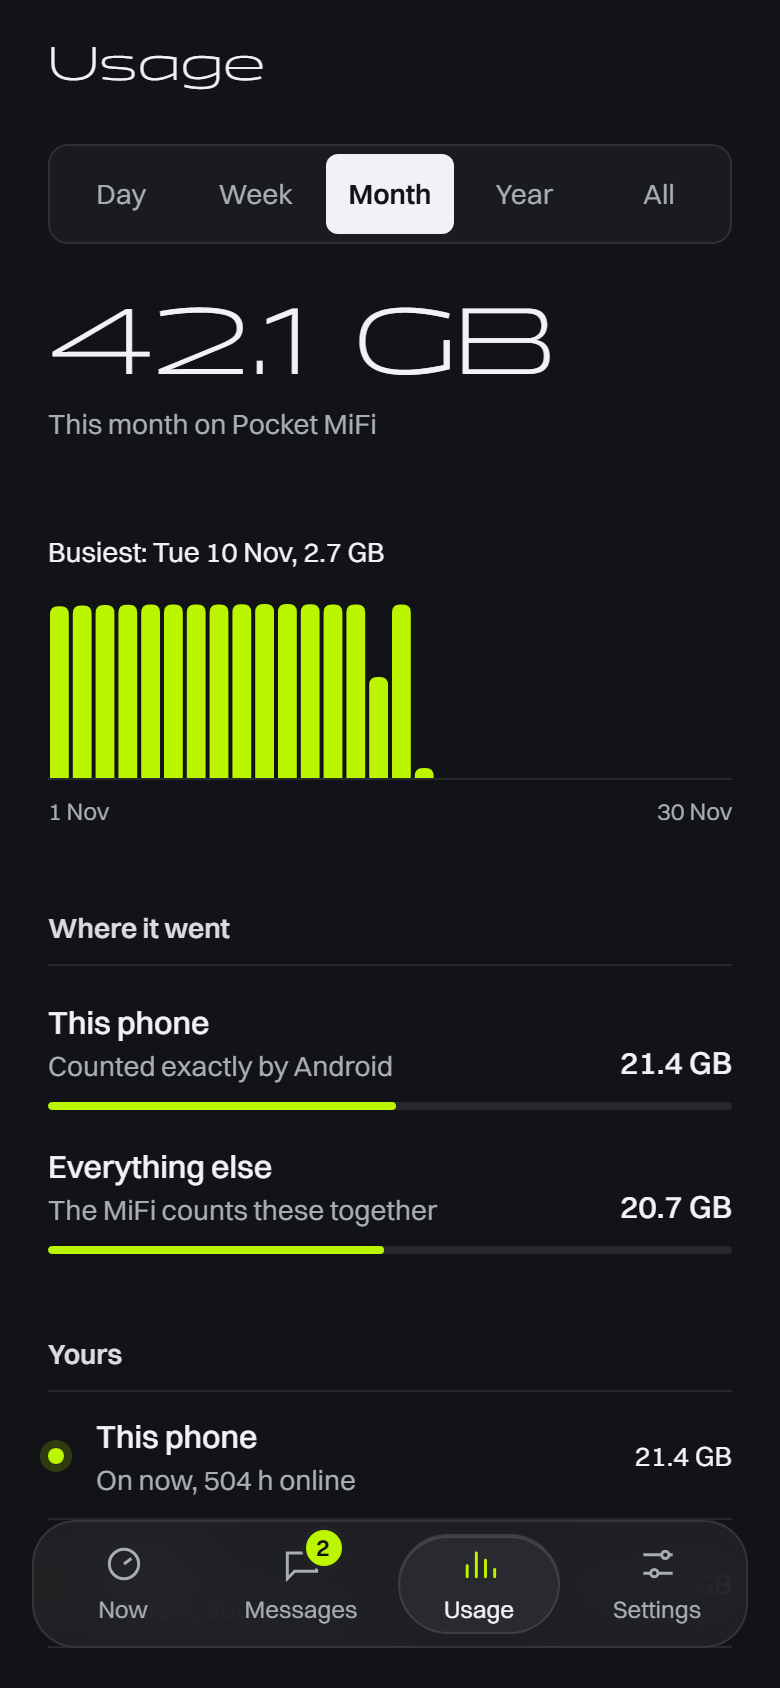 Usage
Day
Week
Month
Year
All
42.1 GB
This month on Pocket MiFi
Busiest: Tue 10 Nov, 2.7 GB
1 Nov
30 Nov
Where it went
This phone
Counted exactly by Android
21.4 GB
Everything else
The MiFi counts these together
20.7 GB
Yours
This phone
On now, 504 h online
21.4 GB
2
GB
Now
Messages
Usage
Settings